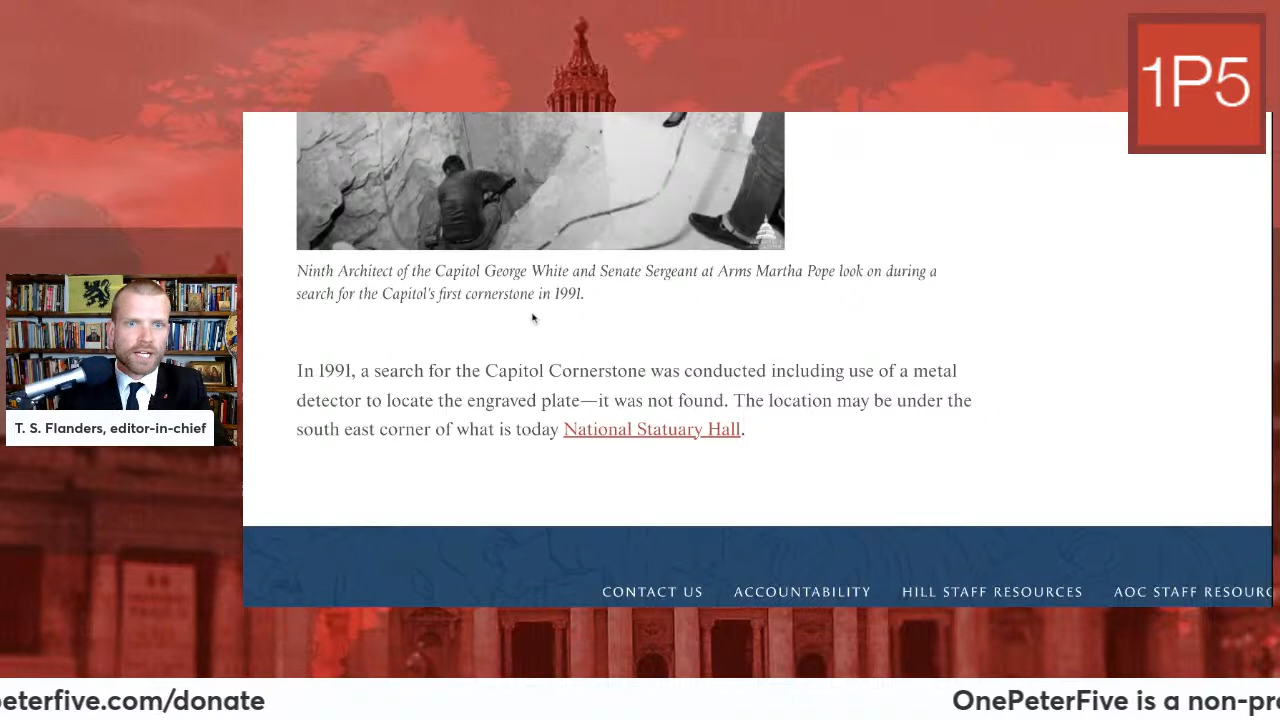 1P5
Ninth Architect of the Capitol George White and Senate Sergeant at Arms Martha Pope look on during a
search for the Capitol's first cornerstone in 1991.
In 1991, a search for the Capitol Cornerstone was conducted including use of a metal
detector to locate the engraved plate—it was not found. The location may be under the
south east corner of what is today National Statuary Hall.
T. S. Flanders, editor-in-chief
CONTACT US ACCOUNTABILITY HILL STAFF RESOURCES AOC STAFF RESOURC
peterfive.com/donate OnePeterFive is a non-pr